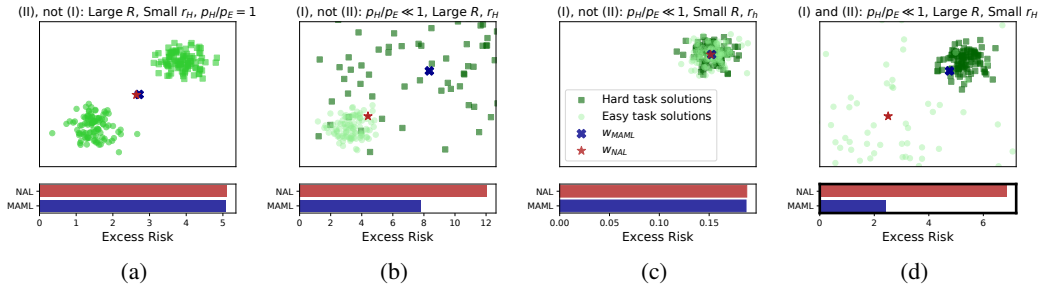 (II), not (I): Large R, Small r_H, p_H/p_E = 1
(I), not (II): p_H/p_E ≪ 1, Large R, r_H
(I), not (II): p_H/p_E ≪ 1, Small R, r_h
(I) and (II): p_H/p_E ≪ 1, Large R, Small r_H
Hard task solutions
Easy task solutions
w_MAML
w_NAL
NAL
MAML
0 1 2 3 4 5
Excess Risk
NAL
MAML
0 2 4 6 8 10 12
Excess Risk
NAL
MAML
0.00 0.05 0.10 0.15
Excess Risk
NAL
MAML
0 2 4 6
Excess Risk
(a) (b) (c) (d)